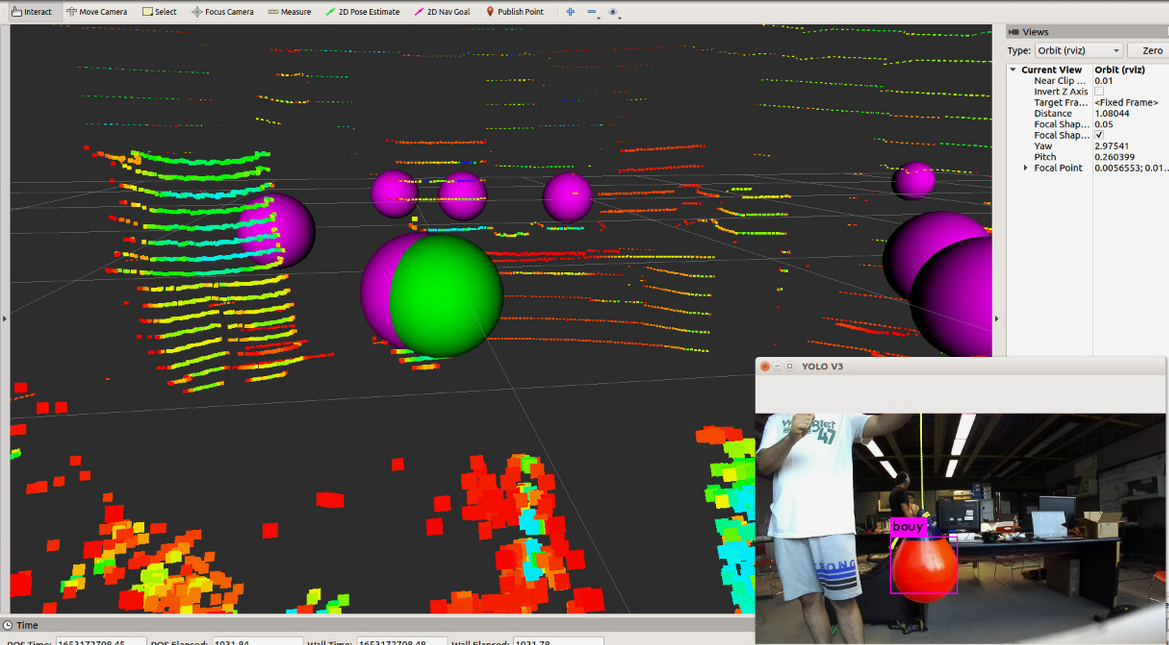 Interact Move Camera Select Focus Camera Measure 2D Pose Estimate 2D Nav Goal Publish Point
Views
Type: Orbit (rviz) Zero
Current View Orbit (rviz)
Near Clip ... 0.01
Invert Z Axis
Target Fra... <Fixed Frame>
Distance 1.08044
Focal Shap... 0.05
Focal Shap...
Yaw 2.97541
Pitch 0.260399
Focal Point 0.0056553; 0.01...
YOLO V3
47
bouy
Time
ROS Time: 1653172708.45 ROS Elapsed: 1031.84 Wall Time: 1653172708.48 Wall Elapsed: 1031.78